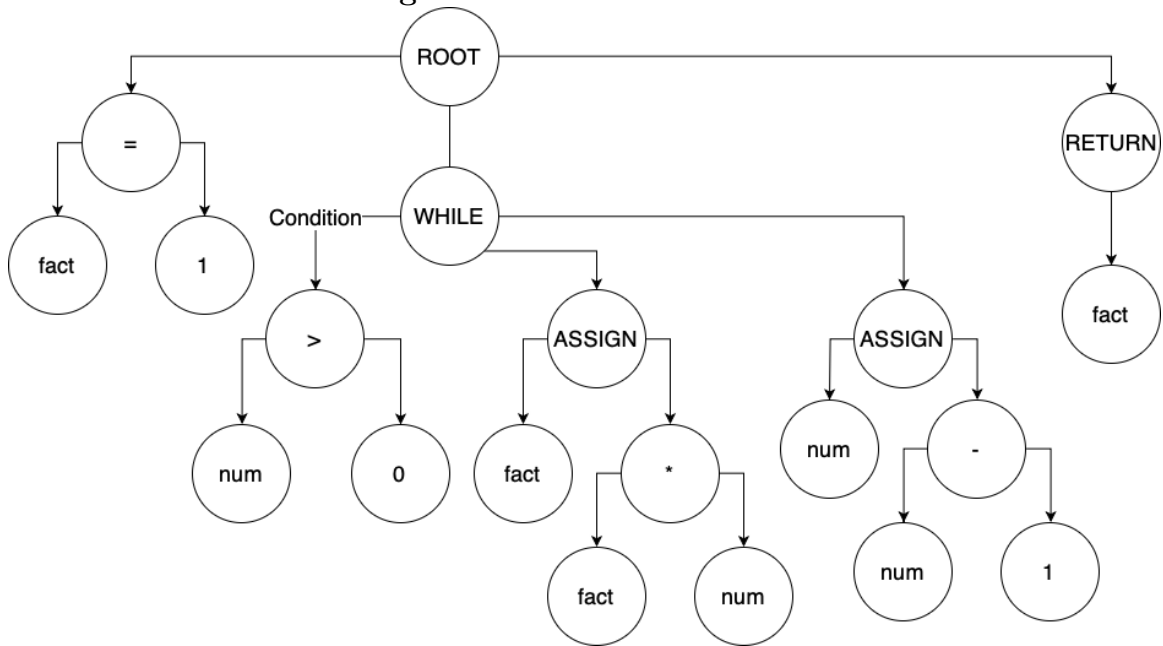 g
ROOT
=
RETURN
fact
1
Condition
WHILE
fact
>
ASSIGN
ASSIGN
num
0
fact
*
num
-
fact
num
num
1